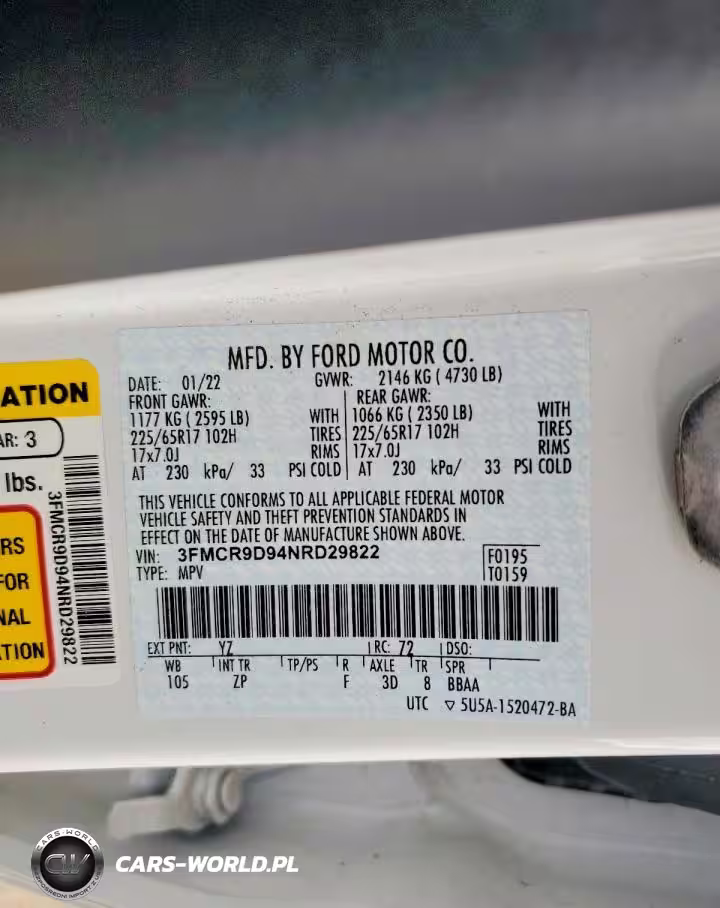 MFD. BY FORD MOTOR CO.
DATE: 01/22 GVWR: 2146 KG ( 4730 LB)
FRONT GAWR: REAR GAWR:
1177 KG ( 2595 LB) WITH 1066 KG ( 2350 LB) WITH
225/65R17 102H TIRES 225/65R17 102H TIRES
17x7.0J RIMS 17x7.0J RIMS
AT 230 kPa/ 33 PSI COLD AT 230 kPa/ 33 PSI COLD
THIS VEHICLE CONFORMS TO ALL APPLICABLE FEDERAL MOTOR
VEHICLE SAFETY AND THEFT PREVENTION STANDARDS IN
EFFECT ON THE DATE OF MANUFACTURE SHOWN ABOVE.
VIN: 3FMCR9D94NRD29822 F0195
TYPE: MPV T0159
EXT PNT: YZ RC: 72 DSO:
WB INT TR TP/PS R AXLE TR SPR
105 ZP F 3D 8 BBAA
UTC ▽ 5U5A-1520472-BA
ATION
AR: 3
lbs.
3FMCR9D94NRD29822
RS
FOR
NAL
TION
CARS-WORLD
CW
CARS-WORLD.PL